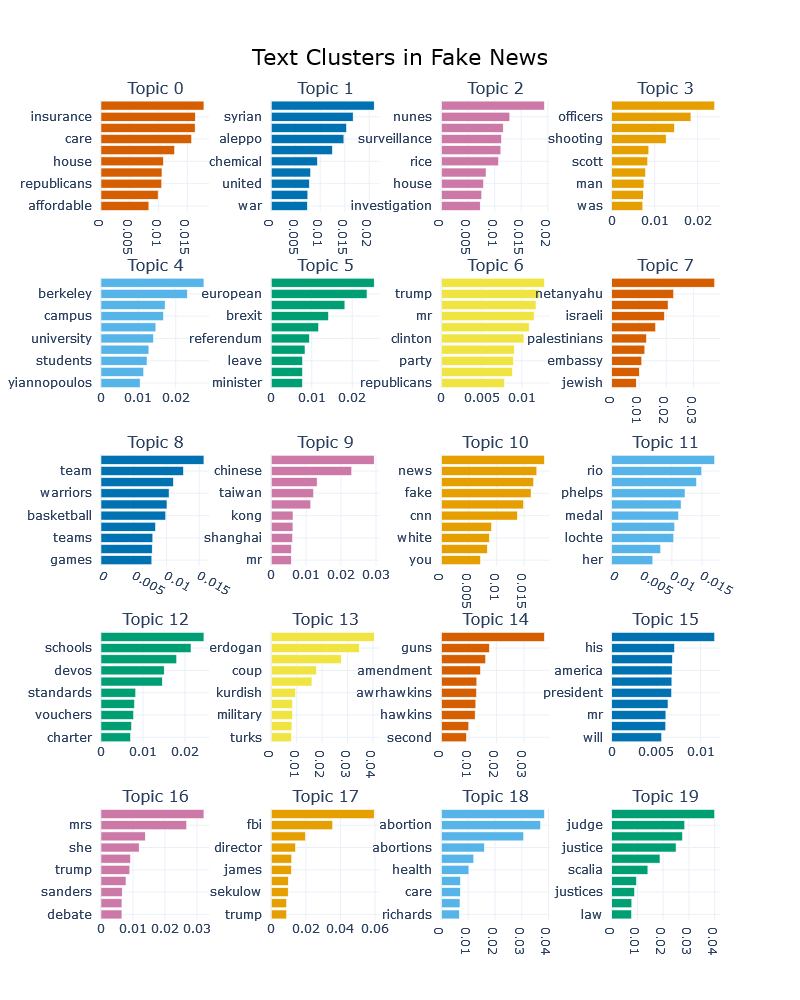 Text Clusters in Fake News
Topic 0
insurance
care
house
republicans
affordable
0 0.005 0.01 0.015
Topic 1
syrian
aleppo
chemical
united
war
0 0.005 0.01 0.015 0.02
Topic 2
nunes
surveillance
rice
house
investigation
0 0.005 0.01 0.015 0.02
Topic 3
officers
shooting
scott
man
was
0 0.01 0.02
Topic 4
berkeley
campus
university
students
yiannopoulos
0 0.01 0.02
Topic 5
european
brexit
referendum
leave
minister
0 0.01 0.02
Topic 6
trump
mr
clinton
party
republicans
0 0.005 0.01
Topic 7
netanyahu
israeli
palestinians
embassy
jewish
0 0.01 0.02 0.03
Topic 8
team
warriors
basketball
teams
games
0 0.005 0.01 0.015
Topic 9
chinese
taiwan
kong
shanghai
mr
0 0.01 0.02 0.03
Topic 10
news
fake
cnn
white
you
0 0.005 0.01 0.015
Topic 11
rio
phelps
medal
lochte
her
0 0.005 0.01 0.015
Topic 12
schools
devos
standards
vouchers
charter
0 0.01 0.02
Topic 13
erdogan
coup
kurdish
military
turks
0 0.01 0.02 0.03 0.04
Topic 14
guns
amendment
awrhawkins
hawkins
second
0 0.01 0.02 0.03
Topic 15
his
america
president
mr
will
0 0.005 0.01
Topic 16
mrs
she
trump
sanders
debate
0 0.01 0.02 0.03
Topic 17
fbi
director
james
sekulow
trump
0 0.02 0.04 0.06
Topic 18
abortion
abortions
health
care
richards
0 0.01 0.02 0.03 0.04
Topic 19
judge
justice
scalia
justices
law
0 0.01 0.02 0.03 0.04